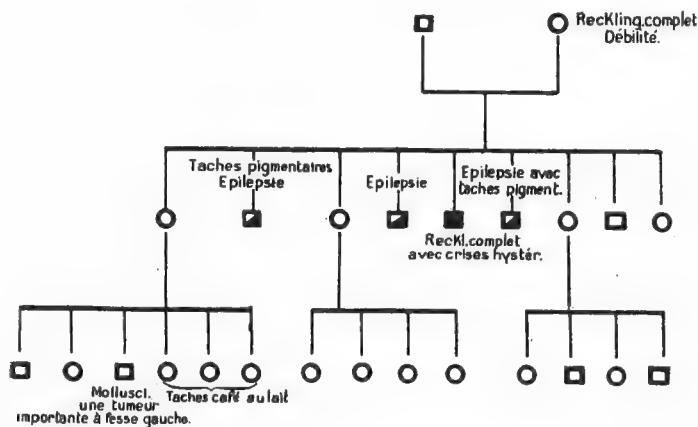 Reckling.complet
Débilité.
Taches pigmentaires
Epilepsie
Epilepsie
Epilepsie avec
taches pigment.
Reckl.complet
avec crises hystér.
Mollusci.
une tumeur
importante à fesse gauche.
Taches café au lait